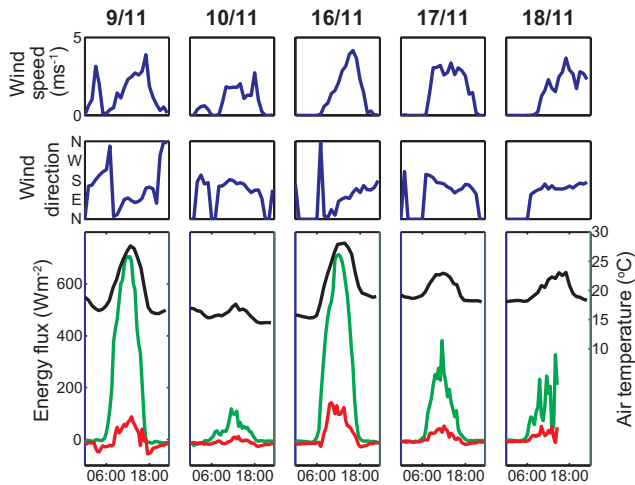 9/11 10/11 16/11 17/11 18/11
Wind speed (ms⁻¹)
5
0
Wind direction
N
W
S
E
N
Energy flux (Wm⁻²)
600
400
200
0
30
25
20
15
10
Air temperature (°C)
06:00 18:00 06:00 18:00 06:00 18:00 06:00 18:00 06:00 18:00